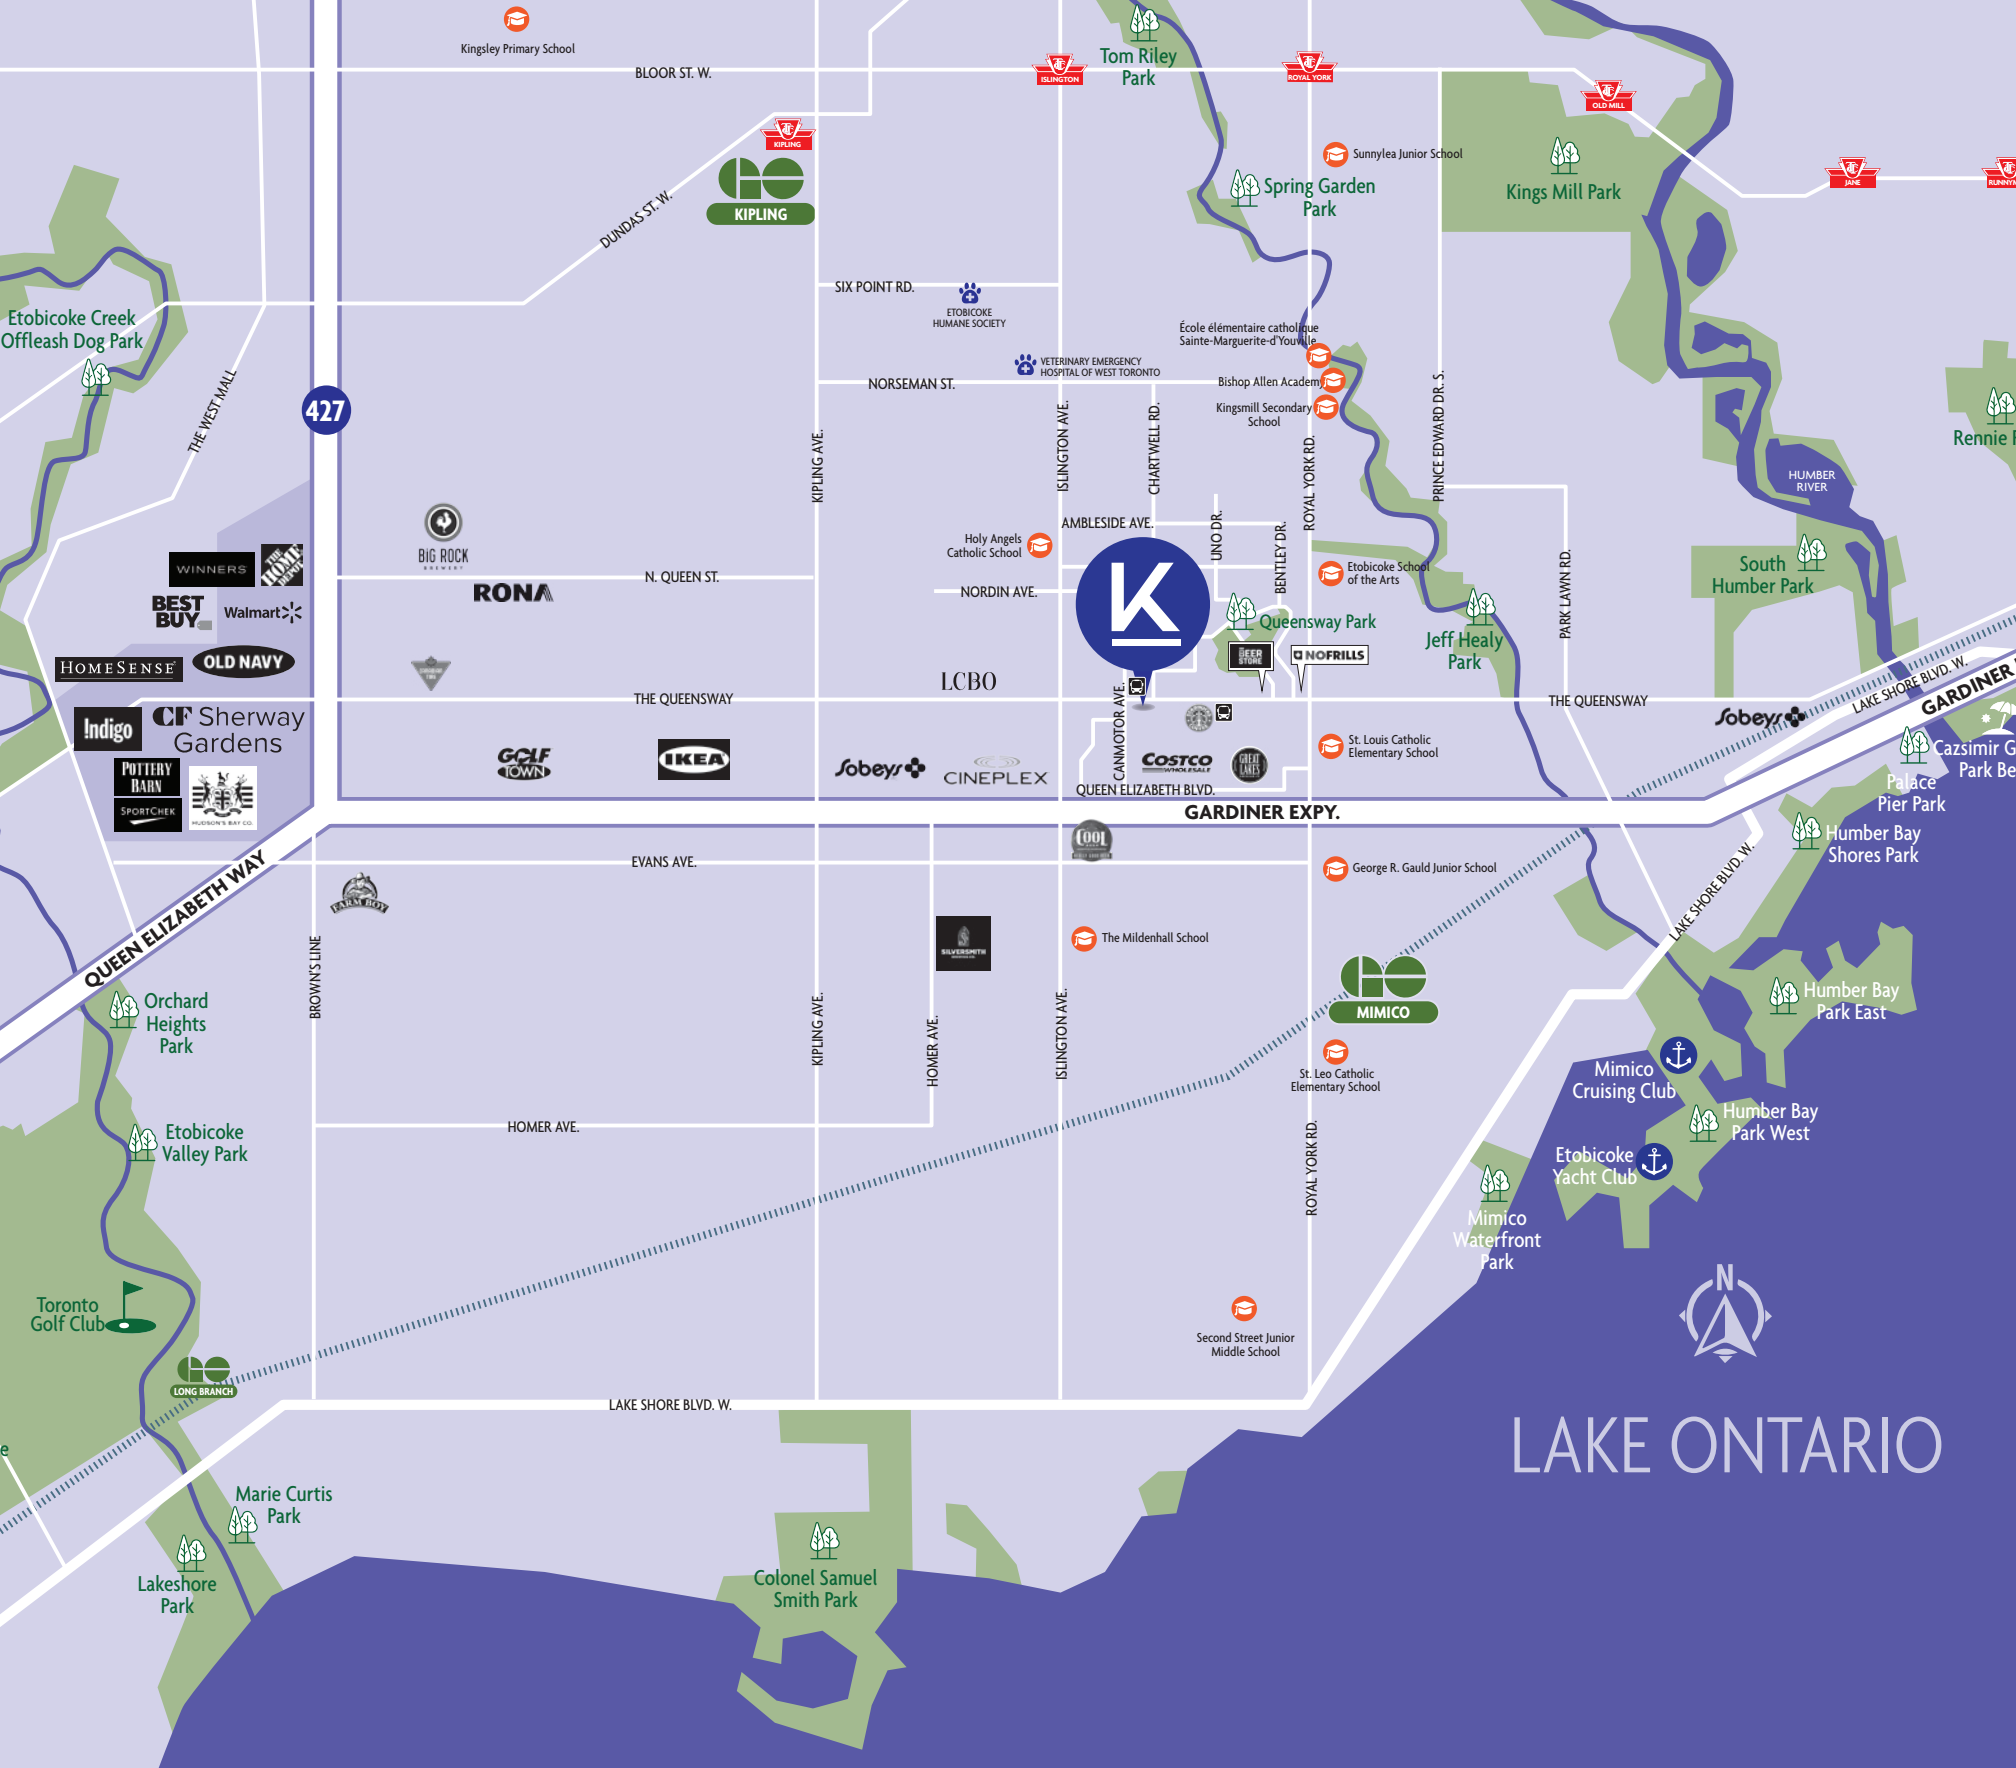 Kingsley Primary School
BLOOR ST. W.
ISLINGTON
Tom Riley
Park
ROYAL YORK
OLD MILL
KIPLING
KIPLING
DUNDAS ST. W.
Sunnylea Junior School
Spring Garden
Park
Kings Mill Park
JANE
RUNNYM
SIX POINT RD.
ETOBICOKE
HUMANE SOCIETY
Etobicoke Creek
Offleash Dog Park
THE WEST MALL
427
VETERINARY EMERGENCY
HOSPITAL OF WEST TORONTO
NORSEMAN ST.
École élémentaire catholique
Sainte-Marguerite-d'Youville
Bishop Allen Academy
Kingsmill Secondary
School
KIPLING AVE.
ISLINGTON AVE.
CHARTWELL RD.
ROYAL YORK RD.
PRINCE EDWARD DR. S.
Rennie P
HUMBER
RIVER
BIG ROCK
BREWERY
RONA
N. QUEEN ST.
AMBLESIDE AVE.
UNO DR.
BENTLEY DR.
Holy Angels
Catholic School
NORDIN AVE.
K
Etobicoke School
of the Arts
Queensway Park
THE BEER
STORE
NOFRILLS
Jeff Healy
Park
PARK LAWN RD.
South
Humber Park
WINNERS
THE
HOME
DEPOT
BEST
BUY
Walmart
HOMESENSE
OLD NAVY
Indigo
CF Sherway
Gardens
POTTERY
BARN
SPORTCHEK
HUDSON'S BAY CO.
LCBO
THE QUEENSWAY
THE QUEENSWAY
GOLF
TOWN
IKEA
Sobeys
CINEPLEX
CANMOTOR AVE.
COSTCO
WHOLESALE
GREAT
LAKES
St. Louis Catholic
Elementary School
QUEEN ELIZABETH BLVD.
Sobeys
LAKE SHORE BLVD. W.
GARDINER
Cazsimir G
Park Be
Palace
Pier Park
Humber Bay
Shores Park
GARDINER EXPY.
QUEEN ELIZABETH WAY
EVANS AVE.
COOL
FARM BOY
SILVERSMITH
George R. Gauld Junior School
The Mildenhall School
LAKE SHORE BLVD. W.
BROWN'S LINE
KIPLING AVE.
HOMER AVE.
ISLINGTON AVE.
MIMICO
St. Leo Catholic
Elementary School
ROYAL YORK RD.
Humber Bay
Park East
Mimico
Cruising Club
Humber Bay
Park West
Etobicoke
Yacht Club
Mimico
Waterfront
Park
Orchard
Heights
Park
Etobicoke
Valley Park
HOMER AVE.
Toronto
Golf Club
LONG BRANCH
Second Street Junior
Middle School
LAKE SHORE BLVD. W.
N
LAKE ONTARIO
e
Marie Curtis
Park
Lakeshore
Park
Colonel Samuel
Smith Park